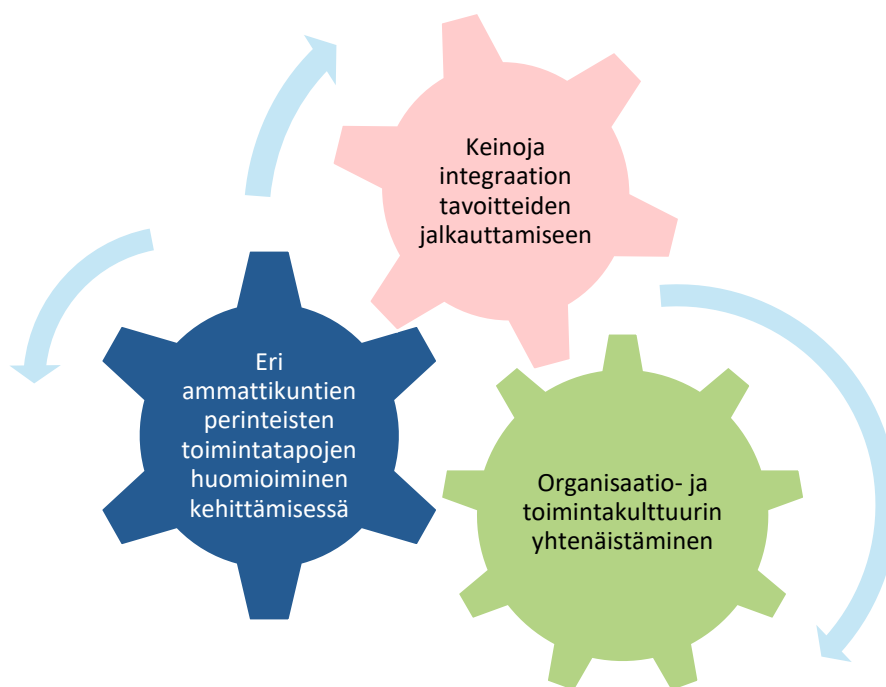 Keinoja
integraation
tavoitteiden
jalkauttamiseen
Eri
ammattikuntien
perinteisten
toimintatapojen
huomioiminen
kehittämisessä
Organisaatio- ja
toimintakulttuurin
yhtenäistäminen